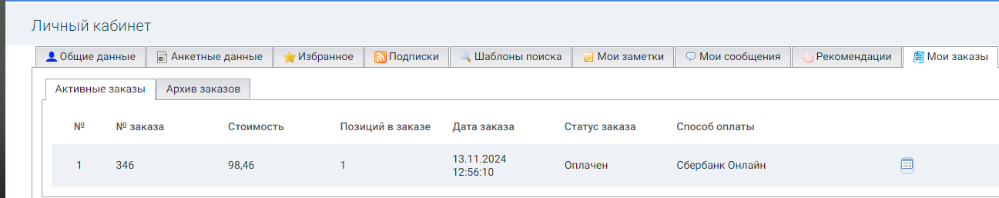 Личный кабинет
Общие данные Анкетные данные Избранное Подписки Шаблоны поиска Мои заметки Мои сообщения Рекомендации Мои заказы
Активные заказы Архив заказов
№ № заказа Стоимость Позиций в заказе Дата заказа Статус заказа Способ оплаты
1 346 98,46 1 13.11.2024 Оплачен Сбербанк Онлайн
12:56:10